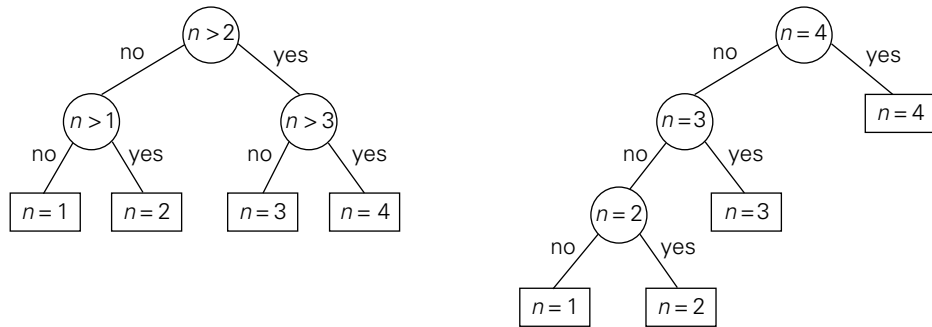 n > 2
no
yes
n > 1
n > 3
no
yes
no
yes
n = 1
n = 2
n = 3
n = 4
n = 4
no
yes
n = 3
n = 4
no
yes
n = 2
n = 3
no
yes
n = 1
n = 2